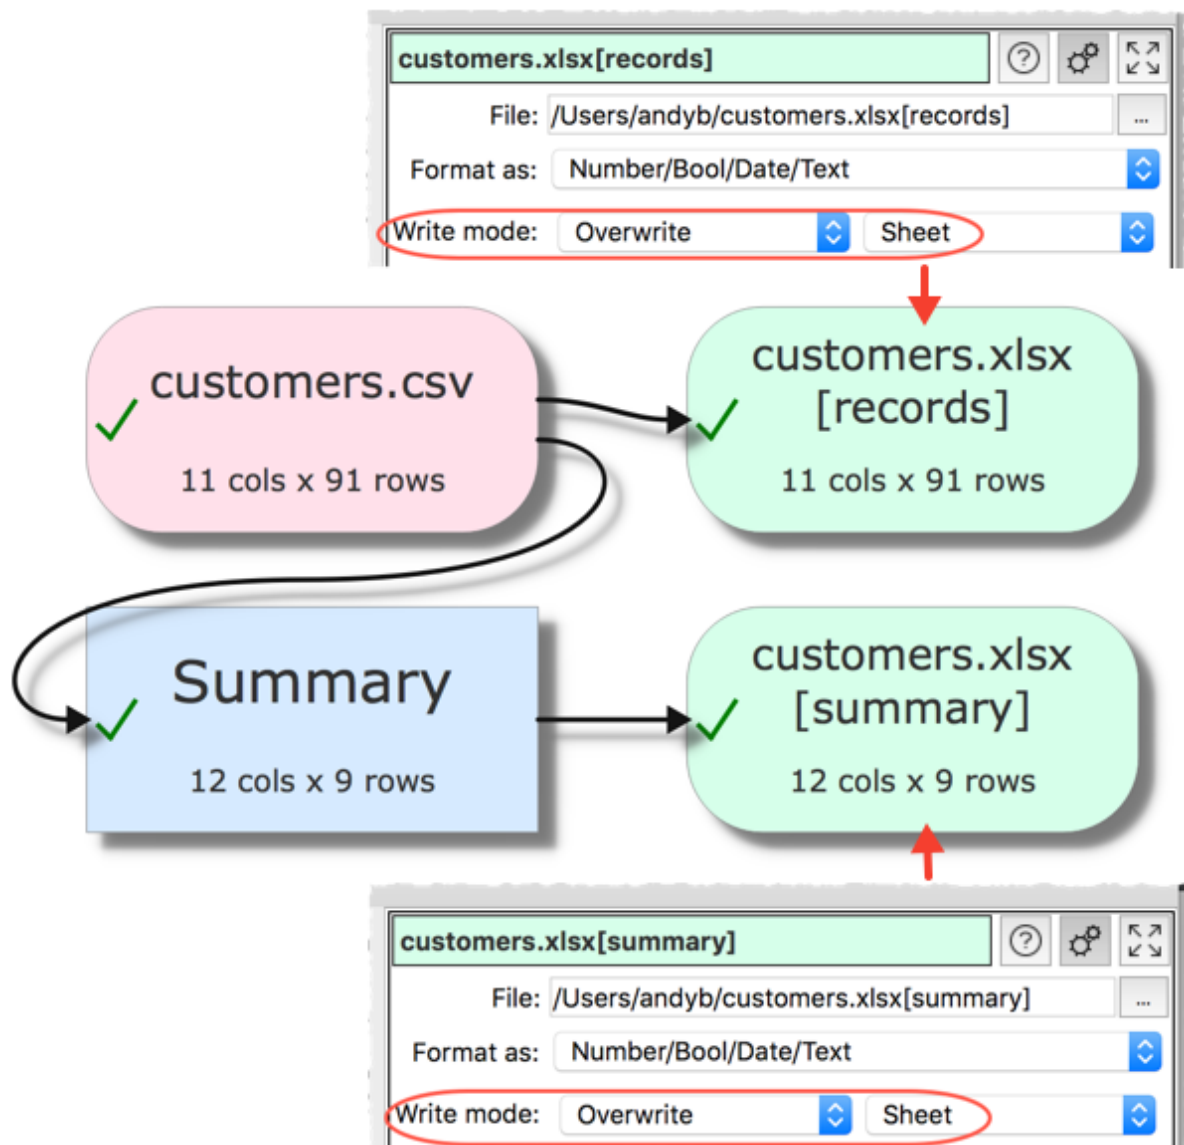 customers.xlsx[records]
File: /Users/andyb/customers.xlsx[records] ...
Format as: Number/Bool/Date/Text
Write mode: Overwrite Sheet
customers.csv
11 cols x 91 rows
customers.xlsx
[records]
11 cols x 91 rows
Summary
12 cols x 9 rows
customers.xlsx
[summary]
12 cols x 9 rows
customers.xlsx[summary]
File: /Users/andyb/customers.xlsx[summary] ...
Format as: Number/Bool/Date/Text
Write mode: Overwrite Sheet